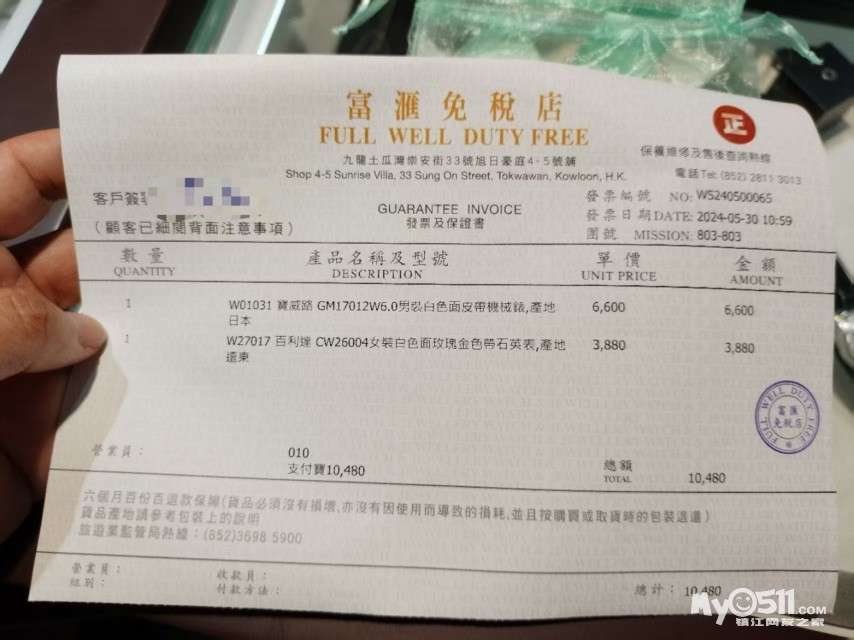 富滙免稅店
FULL WELL DUTY FREE
九龍土瓜灣崇安街33號旭日豪庭4-5號舖
Shop 4-5 Sunrise Villa, 33 Sung On Street, Tokwawan, Kowloon, H.K.
正
保養維修及售後查詢熱線
電話Tel: (852) 2811 3013
客戶簽
(顧客已細閱背面注意事項)
GUARANTEE INVOICE
發票及保證書
發票編號 NO: WS240500065
發票日期DATE: 2024-05-30 10:59
團號 MISSION: 803-803
數量 產品名稱及型號 單價 金額
QUANTITY DESCRIPTION UNIT PRICE AMOUNT
1 W01031 寶威路 GM17012W6.0男裝白色面皮帶機械錶,產地 6,600 6,600
日本
1 W27017 百利達 CW26004女裝白色面玫瑰金色帶石英表,產地 3,880 3,880
遠東
FULL WELL DUTY FREE
富滙
免稅店
營業員: 010
支付寶10,480
總額
TOTAL 10,480
六個月百份百退款保障(貨品必須沒有損壞,亦沒有因使用而導致的損耗,並且按購買或取貨時的包裝退還)
貨品產地請參考包裝上的說明
旅遊業監管局熱線:(852)3698 5900
營業員: 收款員:
組別: 付款方法: 總計: 10,480
My0511.com
镇江网友之家